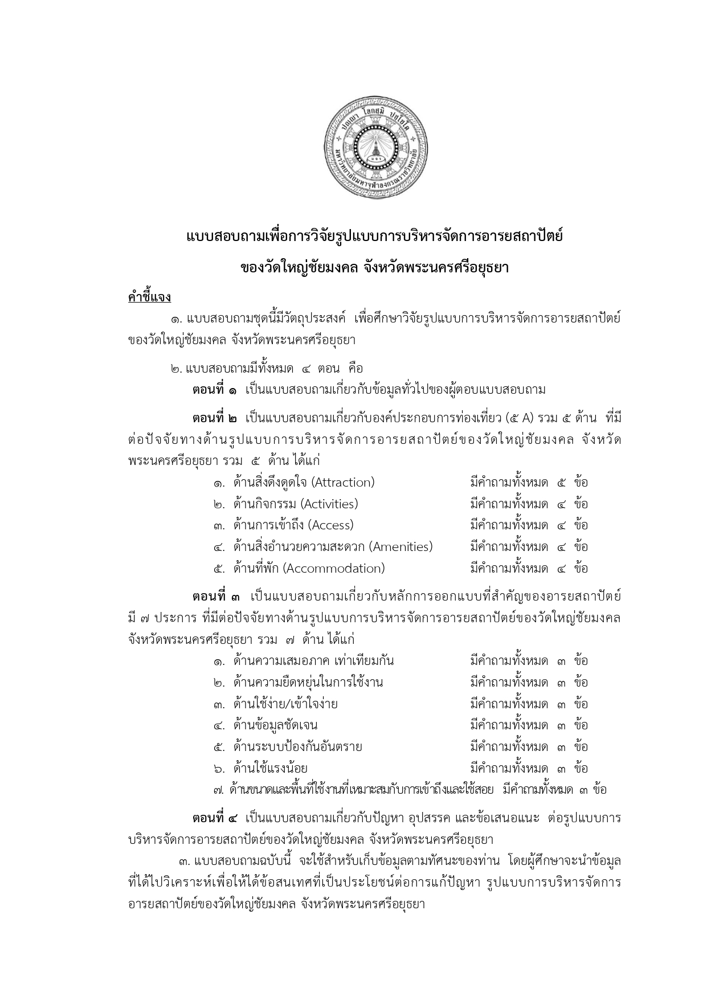 ปญฺญา โลกสฺมิ ปชฺโชโต
มจร
มหาวิทยาลัยมหาจุฬาลงกรณราชวิทยาลัย
แบบสอบถามเพื่อการวิจัยรูปแบบการบริหารจัดการอารยสถาปัตย์
ของวัดใหญ่ชัยมงคล จังหวัดพระนครศรีอยุธยา
คำชี้แจง
๑. แบบสอบถามชุดนี้มีวัตถุประสงค์ เพื่อศึกษาวิจัยรูปแบบการบริหารจัดการอารยสถาปัตย์
ของวัดใหญ่ชัยมงคล จังหวัดพระนครศรีอยุธยา
๒. แบบสอบถามมีทั้งหมด ๔ ตอน คือ
ตอนที่ ๑ เป็นแบบสอบถามเกี่ยวกับข้อมูลทั่วไปของผู้ตอบแบบสอบถาม
ตอนที่ ๒ เป็นแบบสอบถามเกี่ยวกับองค์ประกอบการท่องเที่ยว (๕ A) รวม ๕ ด้าน ที่มี
ต่อปัจจัยทางด้านรูปแบบการบริหารจัดการอารยสถาปัตย์ของวัดใหญ่ชัยมงคล จังหวัด
พระนครศรีอยุธยา รวม ๕ ด้าน ได้แก่
๑. ด้านสิ่งดึงดูดใจ (Attraction) มีคำถามทั้งหมด ๕ ข้อ
๒. ด้านกิจกรรม (Activities) มีคำถามทั้งหมด ๔ ข้อ
๓. ด้านการเข้าถึง (Access) มีคำถามทั้งหมด ๔ ข้อ
๔. ด้านสิ่งอำนวยความสะดวก (Amenities) มีคำถามทั้งหมด ๔ ข้อ
๕. ด้านที่พัก (Accommodation) มีคำถามทั้งหมด ๔ ข้อ
ตอนที่ ๓ เป็นแบบสอบถามเกี่ยวกับหลักการออกแบบที่สำคัญของอารยสถาปัตย์
มี ๗ ประการ ที่มีต่อปัจจัยทางด้านรูปแบบการบริหารจัดการอารยสถาปัตย์ของวัดใหญ่ชัยมงคล
จังหวัดพระนครศรีอยุธยา รวม ๗ ด้าน ได้แก่
๑. ด้านความเสมอภาค เท่าเทียมกัน มีคำถามทั้งหมด ๓ ข้อ
๒. ด้านความยืดหยุ่นในการใช้งาน มีคำถามทั้งหมด ๓ ข้อ
๓. ด้านใช้ง่าย/เข้าใจง่าย มีคำถามทั้งหมด ๓ ข้อ
๔. ด้านข้อมูลชัดเจน มีคำถามทั้งหมด ๓ ข้อ
๕. ด้านระบบป้องกันอันตราย มีคำถามทั้งหมด ๓ ข้อ
๖. ด้านใช้แรงน้อย มีคำถามทั้งหมด ๓ ข้อ
๗. ด้านขนาดและพื้นที่ใช้งานที่เหมาะสมกับการเข้าถึงและใช้สอย มีคำถามทั้งหมด ๓ ข้อ
ตอนที่ ๔ เป็นแบบสอบถามเกี่ยวกับปัญหา อุปสรรค และข้อเสนอแนะ ต่อรูปแบบการ
บริหารจัดการอารยสถาปัตย์ของวัดใหญ่ชัยมงคล จังหวัดพระนครศรีอยุธยา
๓. แบบสอบถามฉบับนี้ จะใช้สำหรับเก็บข้อมูลตามทัศนะของท่าน โดยผู้ศึกษาจะนำข้อมูล
ที่ได้ไปวิเคราะห์เพื่อให้ได้ข้อสนเทศที่เป็นประโยชน์ต่อการแก้ปัญหา รูปแบบการบริหารจัดการ
อารยสถาปัตย์ของวัดใหญ่ชัยมงคล จังหวัดพระนครศรีอยุธยา